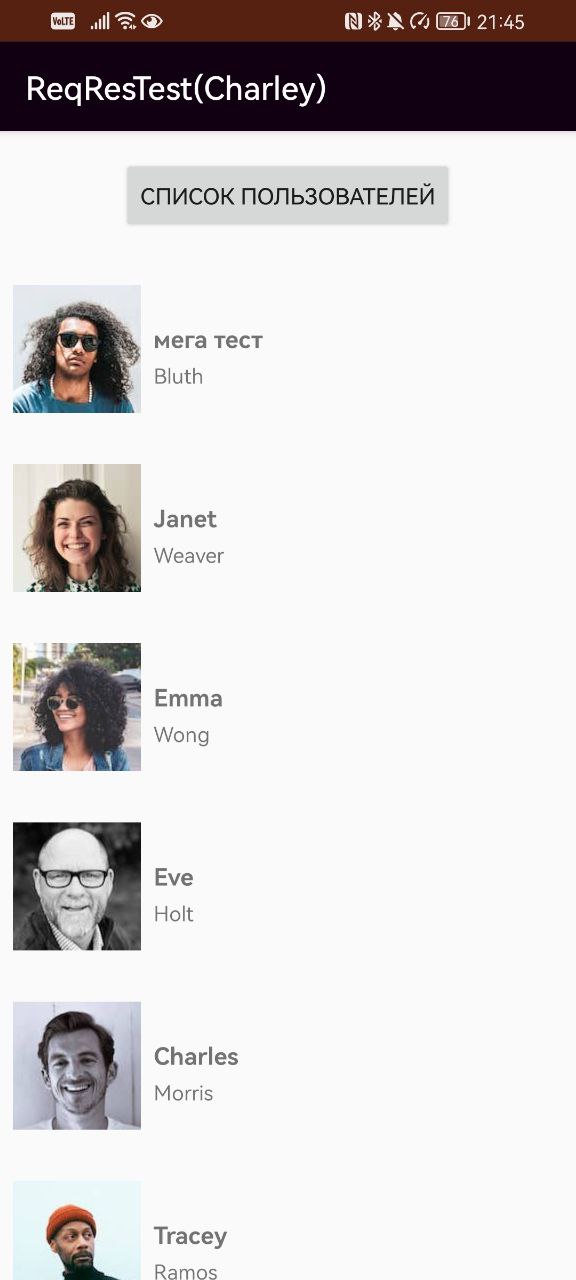 VoLTE 76 21:45
ReqResTest(Charley)
СПИСОК ПОЛЬЗОВАТЕЛЕЙ
мега тест
Bluth
Janet
Weaver
Emma
Wong
Eve
Holt
Charles
Morris
Tracey
Ramos